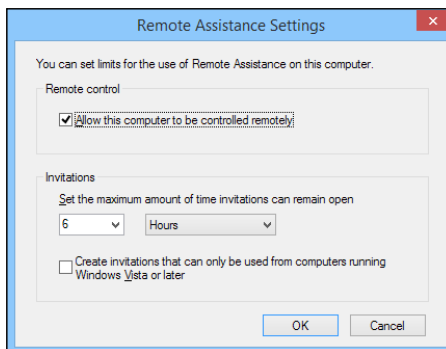 Remote Assistance Settings
You can set limits for the use of Remote Assistance on this computer.
Remote control
Allow this computer to be controlled remotely
Invitations
Set the maximum amount of time invitations can remain open
6 Hours
Create invitations that can only be used from computers running
Windows Vista or later
OK Cancel